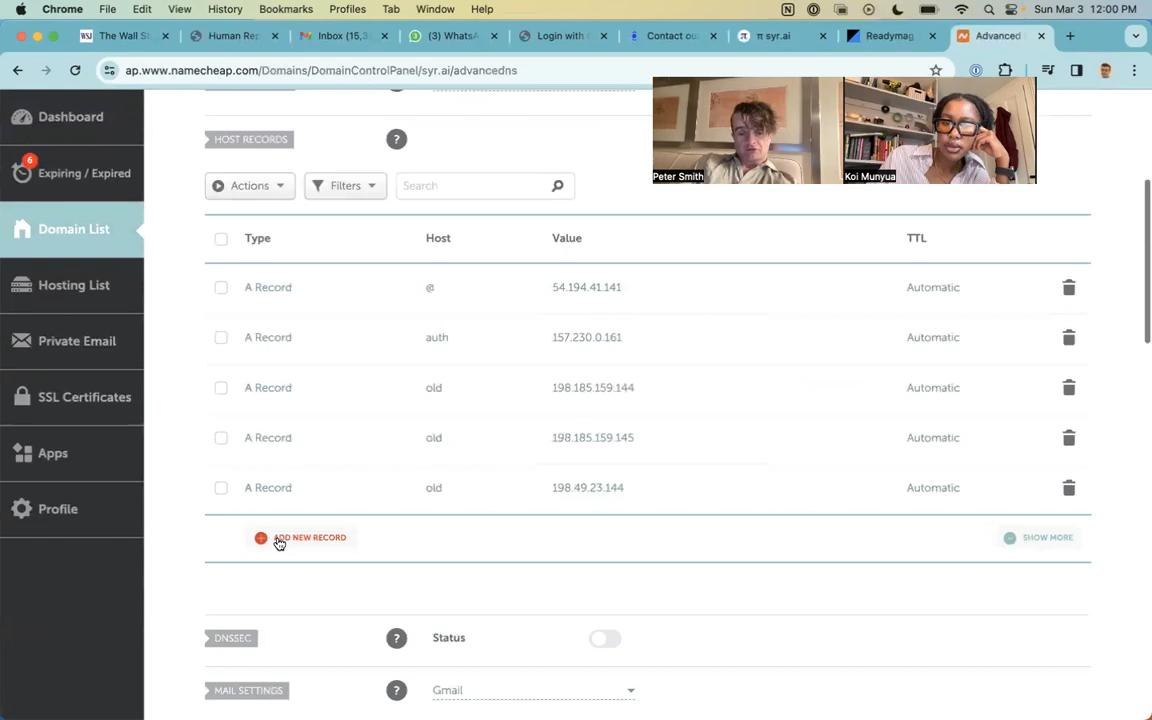 Chrome File Edit View History Bookmarks Profiles Tab Window Help Sun Mar 3 12:00 PM
The Wall S Human Re Inbox (15,3 (3) Whats Login with Contact ou π syr.ai Readymag Advanced
ap.www.namecheap.com/Domains/DomainControlPanel/syr.ai/advancedns
Peter Smith
Koi Munyua
Dashboard
6
Expiring / Expired
Domain List
Hosting List
Private Email
SSL Certificates
Apps
Profile
HOST RECORDS ?
Actions Filters Search
Type Host Value TTL
A Record @ 54.194.41.141 Automatic
A Record auth 157.230.0.161 Automatic
A Record old 198.185.159.144 Automatic
A Record old 198.185.159.145 Automatic
A Record old 198.49.23.144 Automatic
ADD NEW RECORD SHOW MORE
DNSSEC ? Status
MAIL SETTINGS ? Gmail